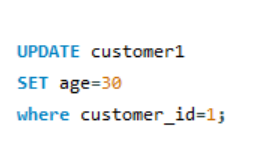 UPDATE customer1
SET age=30
where customer_id=1;